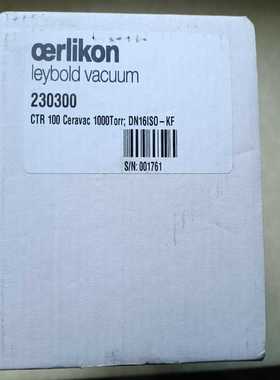 œrlikon
leybold vacuum
230300
CTR 100 Ceravac 1000Torr; DN16ISO-KF
S/N: 001761